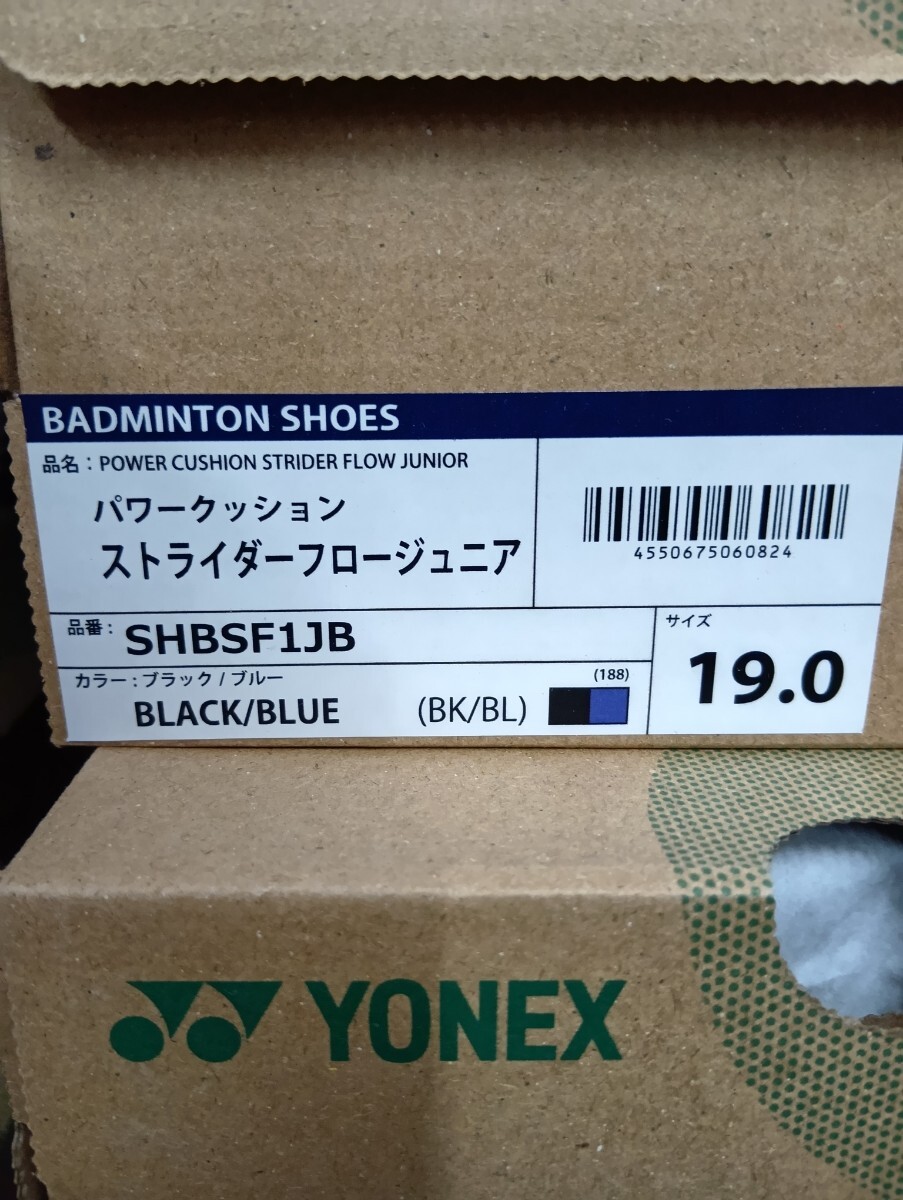 BADMINTON SHOES
品名：POWER CUSHION STRIDER FLOW JUNIOR
パワークッション
ストライダーフロージュニア
4550675060824
品番： SHBSF1JB
サイズ
19.0
カラー：ブラック / ブルー
(188)
BLACK/BLUE (BK/BL)
YONEX